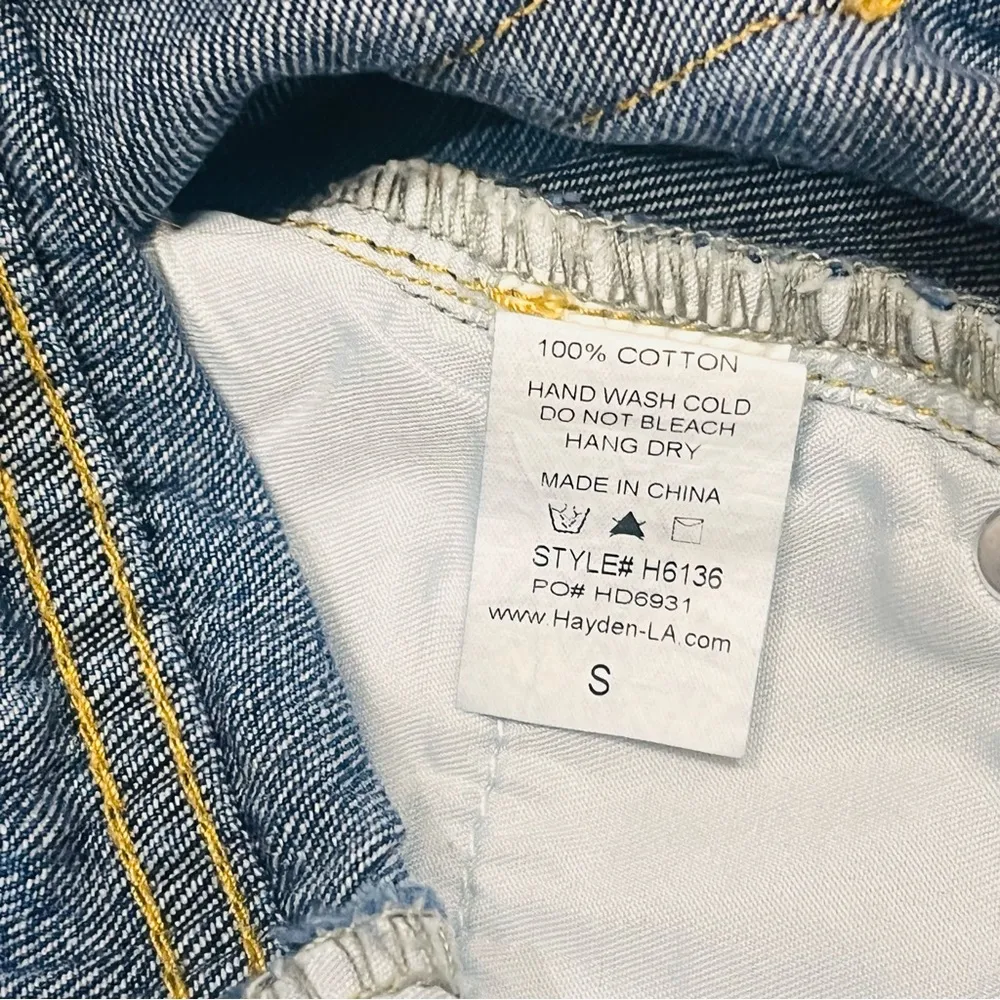 100% COTTON
HAND WASH COLD
DO NOT BLEACH
HANG DRY
MADE IN CHINA
STYLE# H6136
PO# HD6931
www.Hayden-LA.com
S